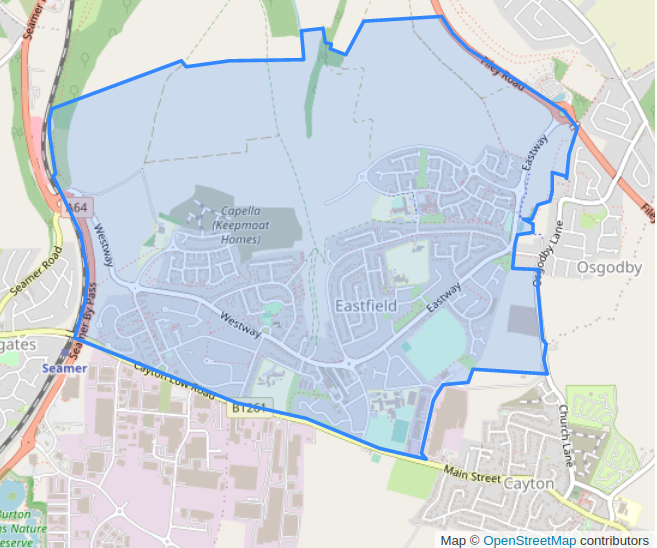 Seamer R
Filey Road
Eastway
A64
Capella
(Keepmoat
Homes)
Westway
Filey
Osgodby Lane
Osgodby
Seamer Road
Seamer By Pass
Eastfield
Eastway
Westway
gates
Seamer
Cayton Low Road
B1261
Church Lane
Main Street
Cayton
Burton
ns Nature
eserve
Map © OpenStreetMap contributors